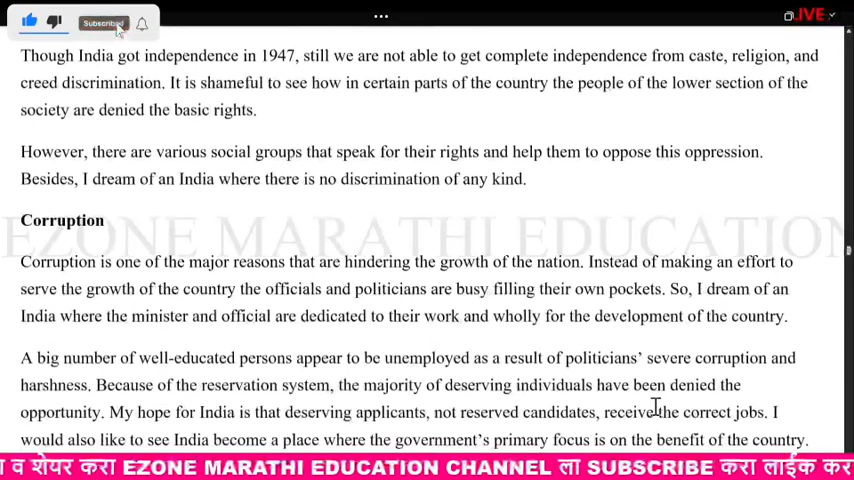 Subscribed
LIVE
Though India got independence in 1947, still we are not able to get complete independence from caste, religion, and
creed discrimination. It is shameful to see how in certain parts of the country the people of the lower section of the
society are denied the basic rights.
However, there are various social groups that speak for their rights and help them to oppose this oppression.
Besides, I dream of an India where there is no discrimination of any kind.
Corruption
EZONE MARATHI EDUCATION
Corruption is one of the major reasons that are hindering the growth of the nation. Instead of making an effort to
serve the growth of the country the officials and politicians are busy filling their own pockets. So, I dream of an
India where the minister and official are dedicated to their work and wholly for the development of the country.
A big number of well-educated persons appear to be unemployed as a result of politicians’ severe corruption and
harshness. Because of the reservation system, the majority of deserving individuals have been denied the
opportunity. My hope for India is that deserving applicants, not reserved candidates, receive the correct jobs. I
would also like to see India become a place where the government’s primary focus is on the benefit of the country.
व शेयर करा EZONE MARATHI EDUCATION CHANNEL ला SUBSCRIBE करा लाईक कर